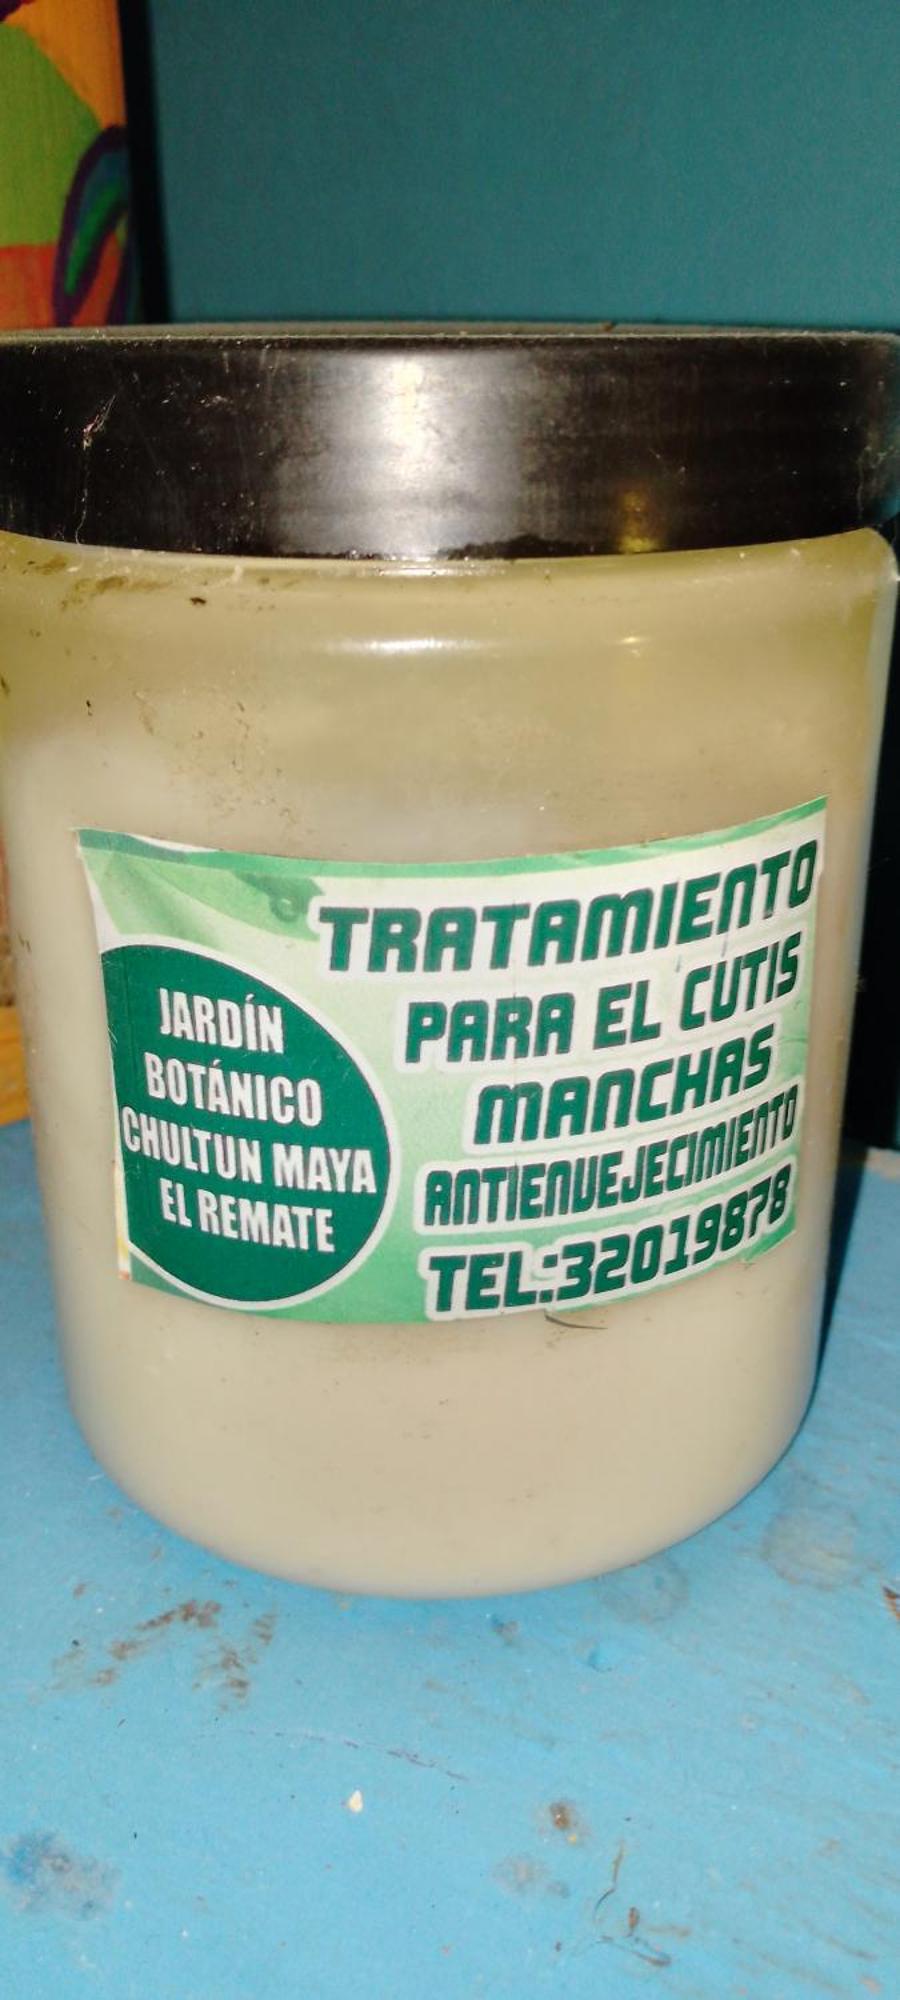 JARDÍN
BOTÁNICO
CHULTUN MAYA
EL REMATE
TRATAMIENTO
PARA EL CUTIS
MANCHAS
ANTIENVEJECIMIENTO
TEL:32019878